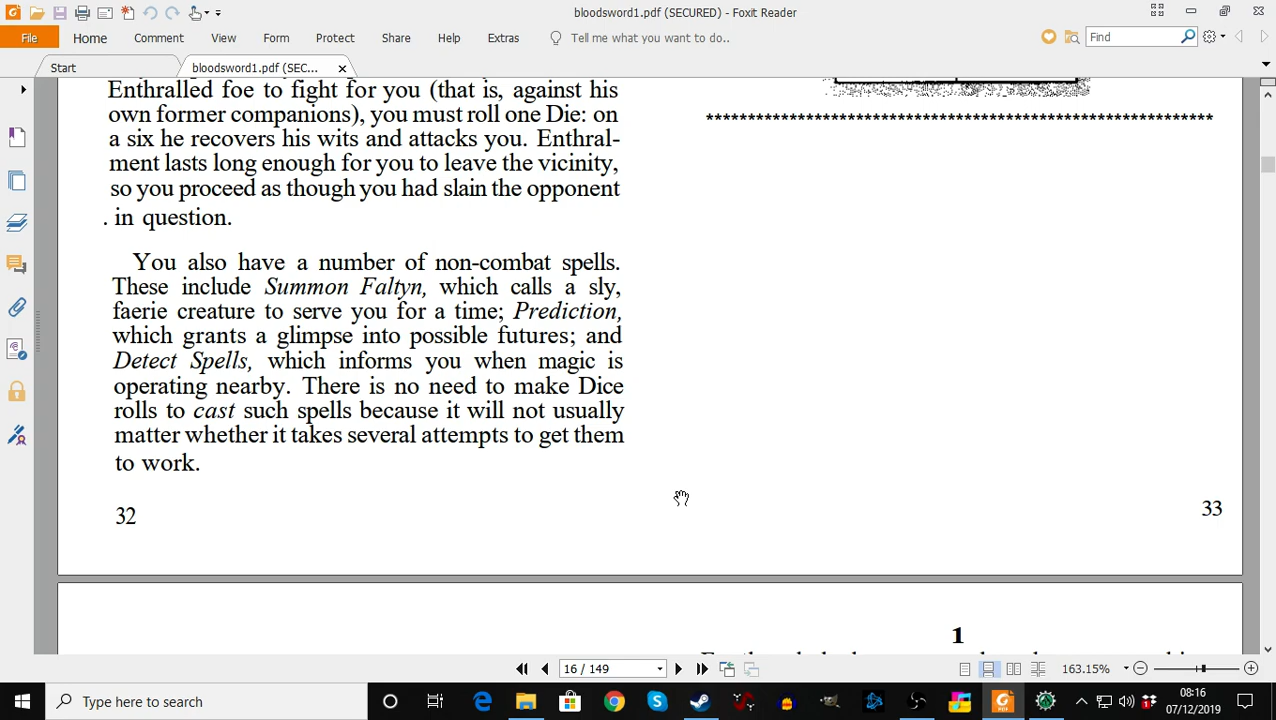 bloodsword1.pdf (SECURED) - Foxit Reader
File Home Comment View Form Protect Share Help Extras Tell me what you want to do.. Find
Start bloodsword1.pdf (SEC...
Enthralled foe to fight for you (that is, against his
own former companions), you must roll one Die: on
a six he recovers his wits and attacks you. Enthral-
ment lasts long enough for you to leave the vicinity,
so you proceed as though you had slain the opponent
. in question.
You also have a number of non-combat spells.
These include Summon Faltyn, which calls a sly,
faerie creature to serve you for a time; Prediction,
which grants a glimpse into possible futures; and
Detect Spells, which informs you when magic is
operating nearby. There is no need to make Dice
rolls to cast such spells because it will not usually
matter whether it takes several attempts to get them
to work.
32
************************************************************
33
1
16 / 149
163.15%
Type here to search
08:16
07/12/2019